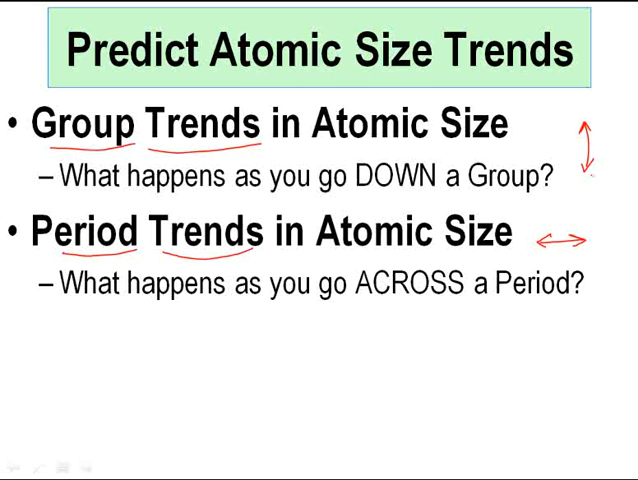 Predict Atomic Size Trends
• Group Trends in Atomic Size
– What happens as you go DOWN a Group?
• Period Trends in Atomic Size
– What happens as you go ACROSS a Period?